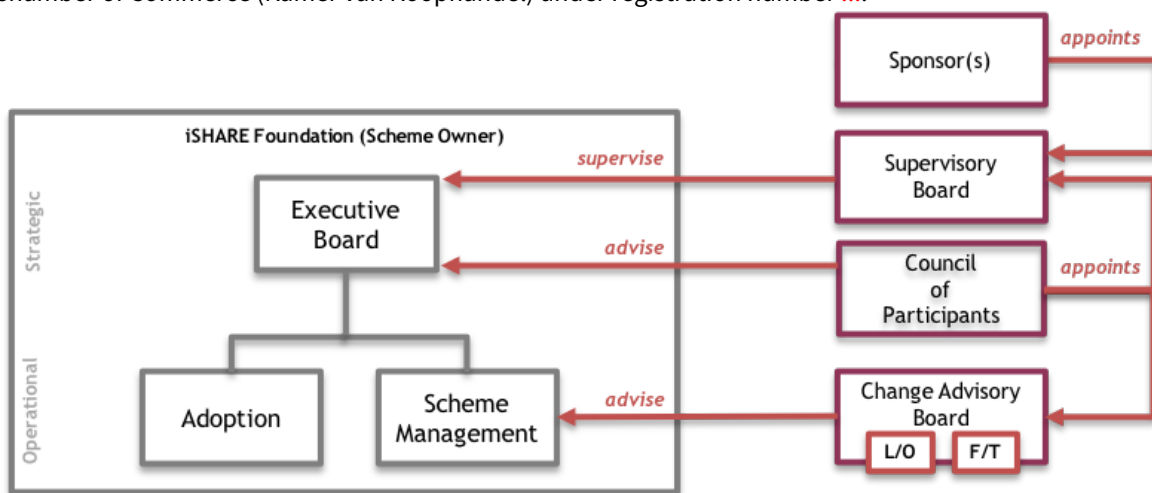 chamber of Commerce (Kamer van Koophandel) under registration number ...
appoints
Sponsor(s)
iSHARE Foundation (Scheme Owner)
supervise
Supervisory
Board
Strategic
Executive
Board
advise
Council
of
Participants
appoints
Operational
Adoption
Scheme
Management
advise
Change Advisory
Board
L/O
F/T